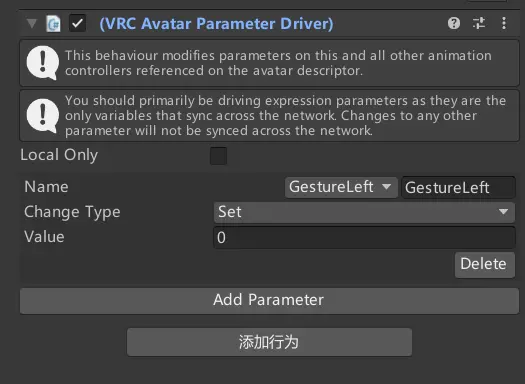 (VRC Avatar Parameter Driver)
This behaviour modifies parameters on this and all other animation
controllers referenced on the avatar descriptor.
You should primarily be driving expression parameters as they are the
only variables that sync across the network. Changes to any other
parameter will not be synced across the network.
Local Only
Name GestureLeft GestureLeft
Change Type Set
Value 0
Delete
Add Parameter
添加行为